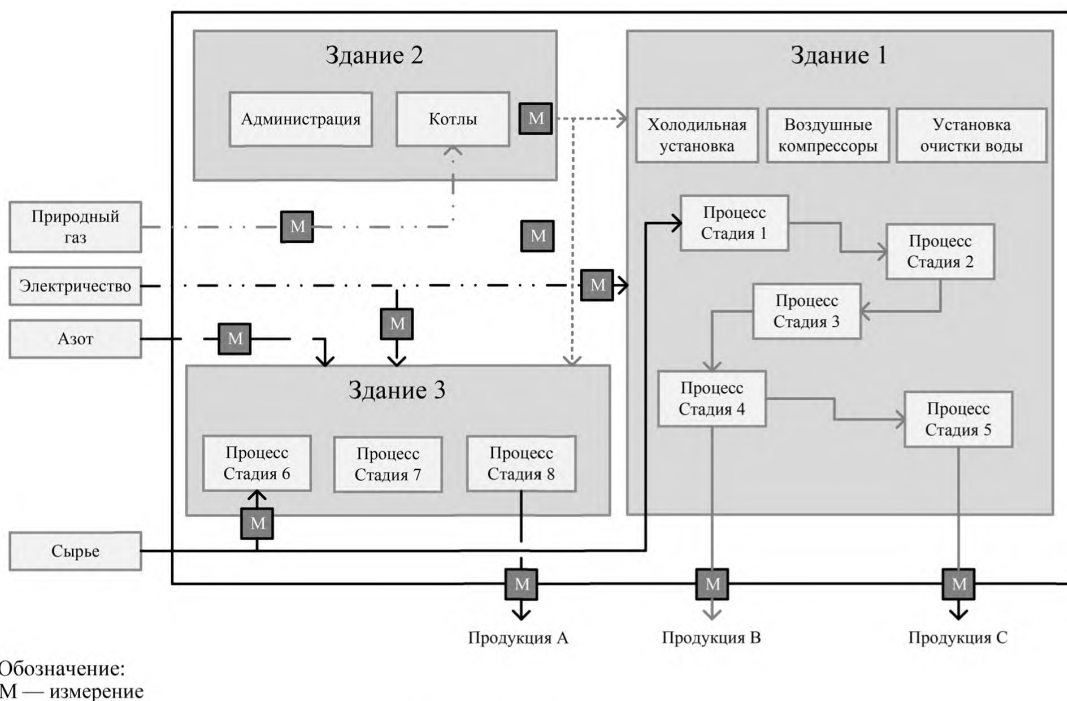 Здание 2
Здание 1
Администрация
Котлы
М
Холодильная
установка
Воздушные
компрессоры
Установка
очистки воды
Природный
газ
М
М
Процесс
Стадия 1
Процесс
Стадия 2
Электричество
М
Процесс
Стадия 3
Азот
М
М
Здание 3
Процесс
Стадия 4
Процесс
Стадия 5
Процесс
Стадия 6
Процесс
Стадия 7
Процесс
Стадия 8
М
Сырье
М
М
М
Продукция А
Продукция В
Продукция С
Обозначение:
М — измерение